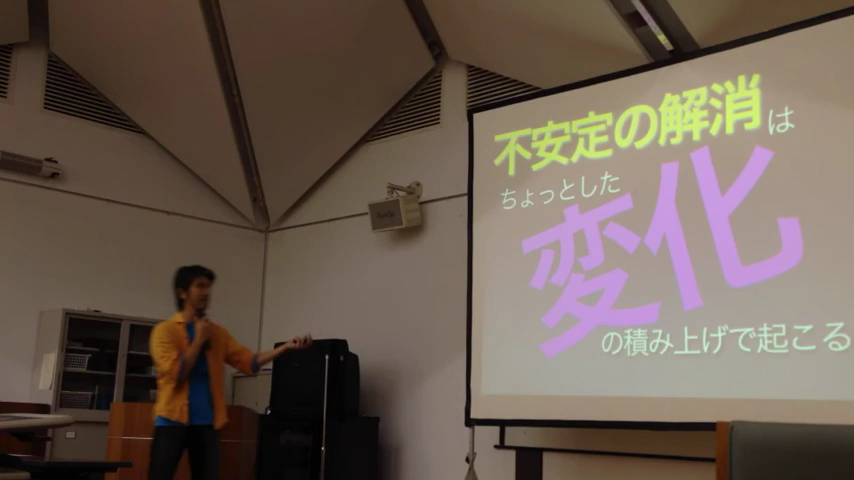 不安定の解消は
ちょっとした
変化
の積み上げで起こる